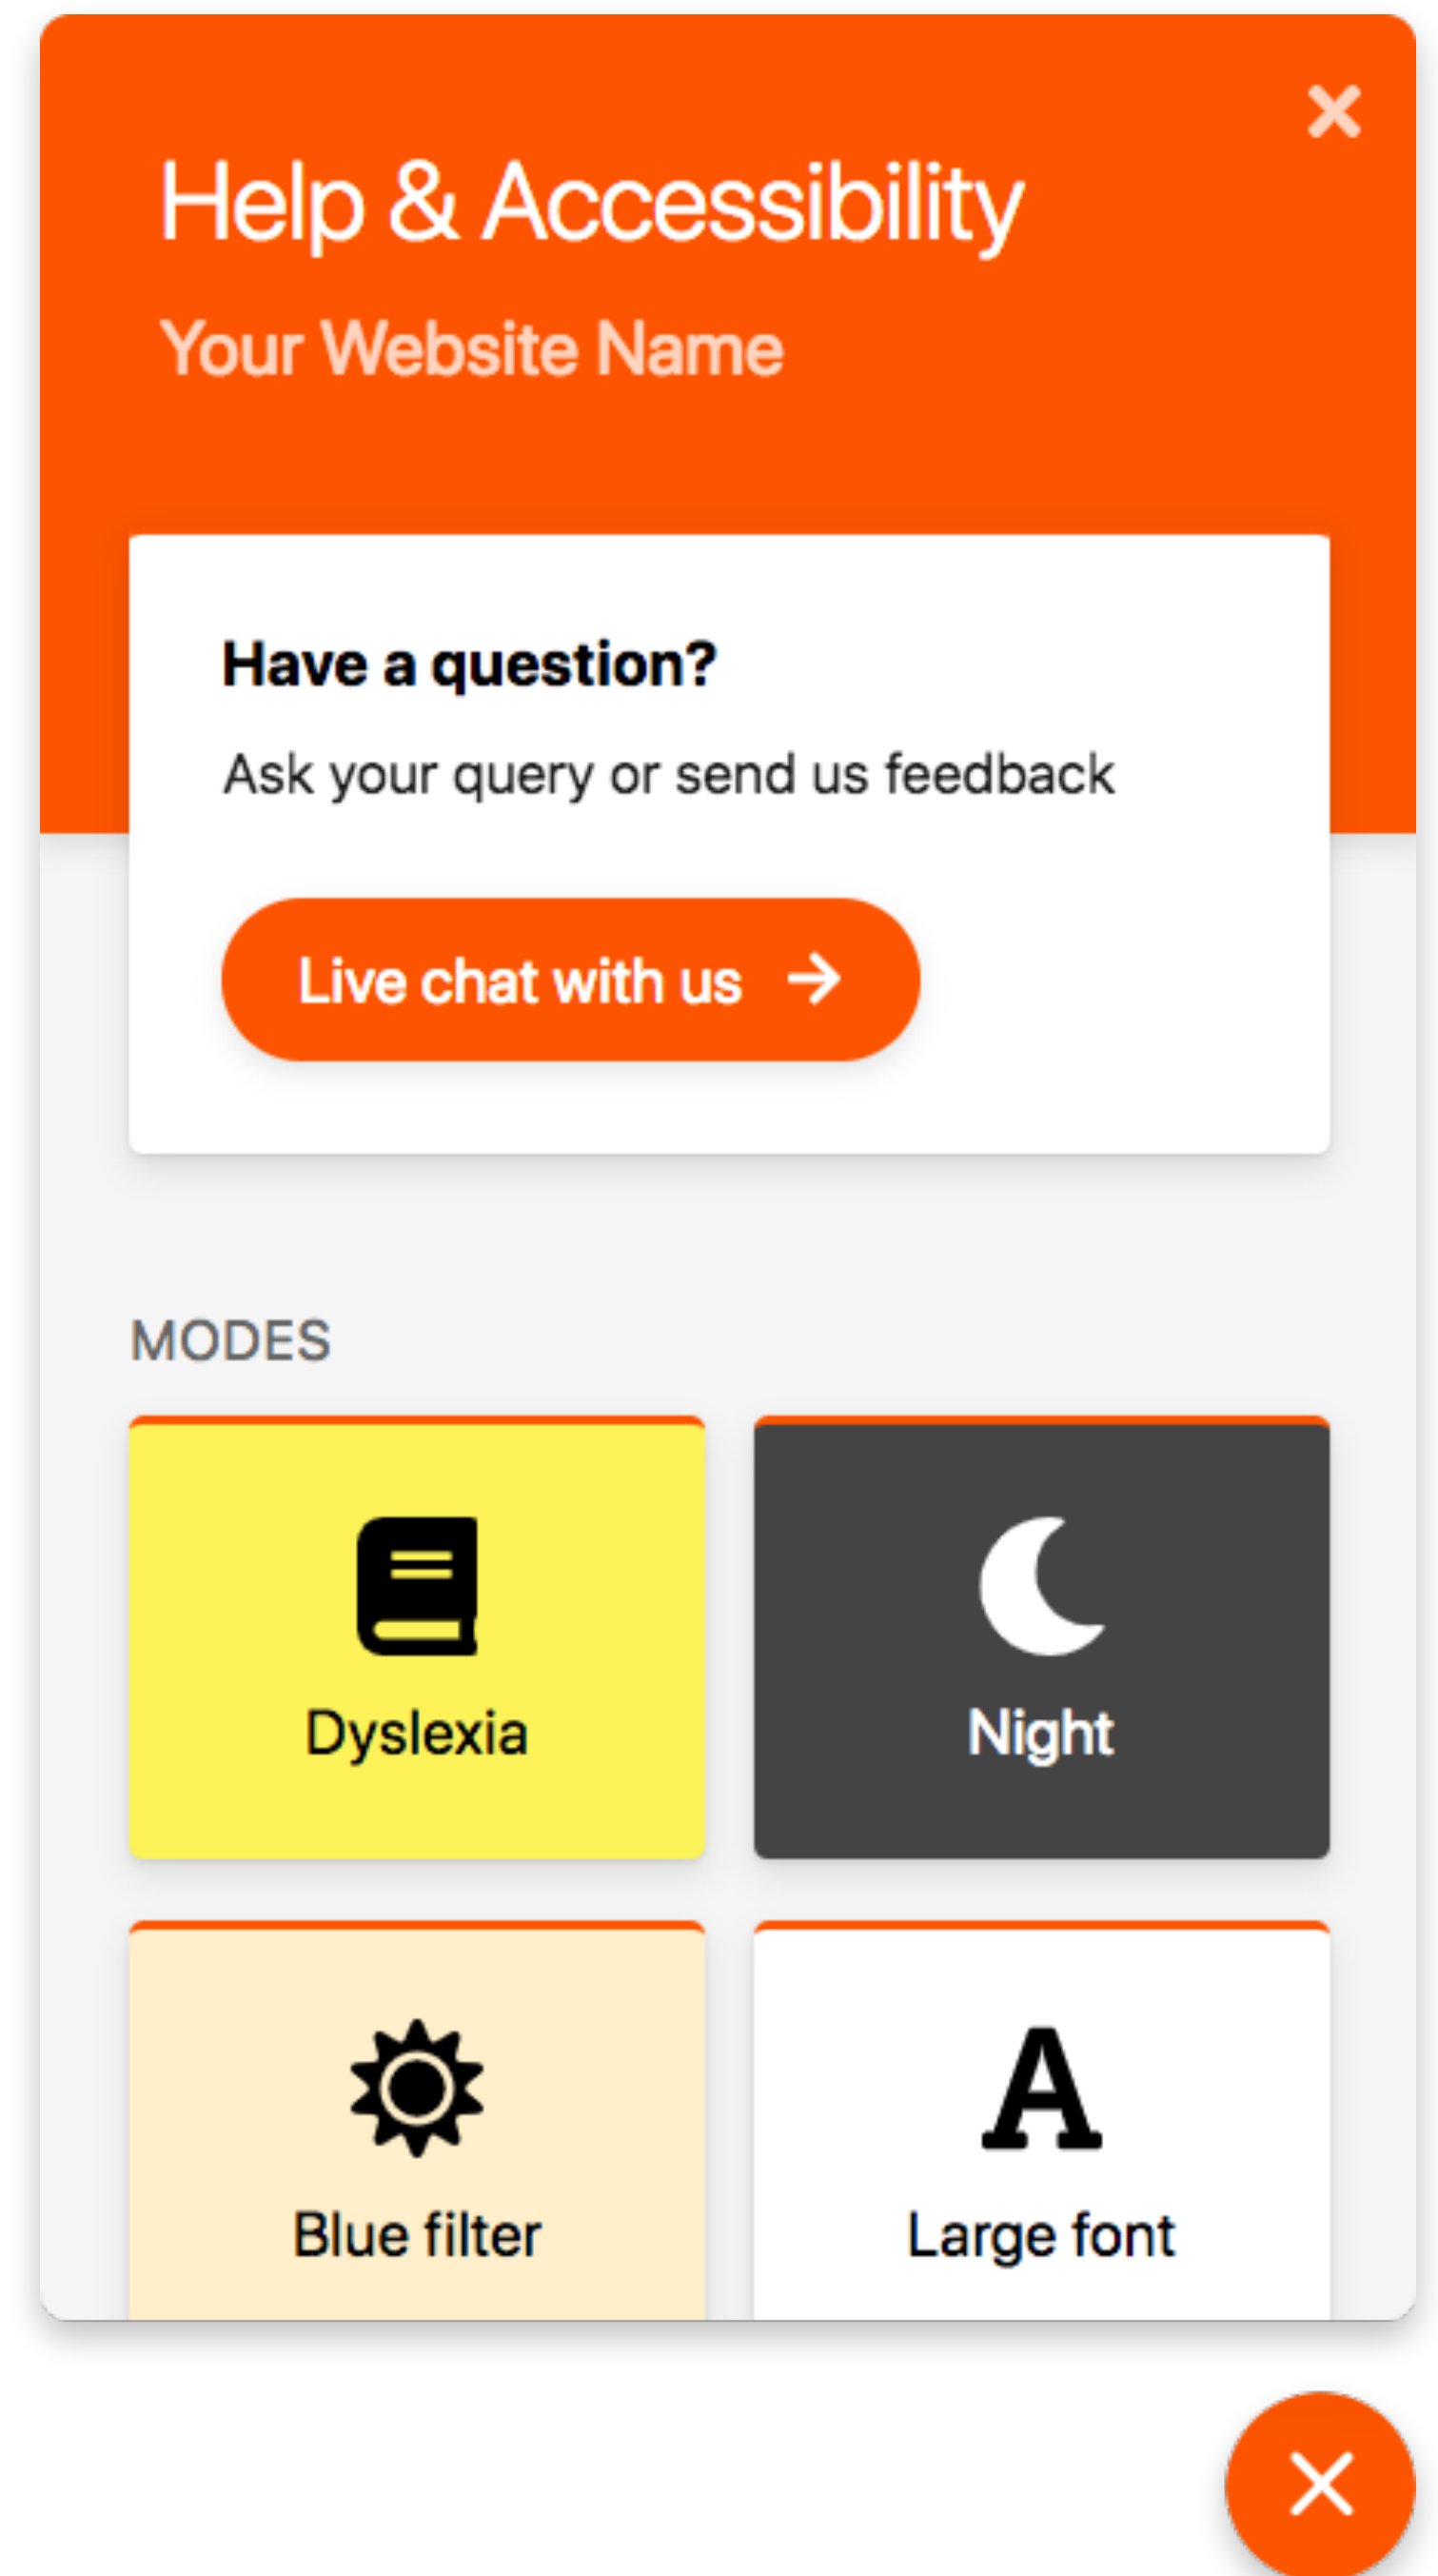 Help & Accessibility
Your Website Name
Have a question?
Ask your query or send us feedback
Live chat with us
MODES
Dyslexia
Night
Blue filter
Large font